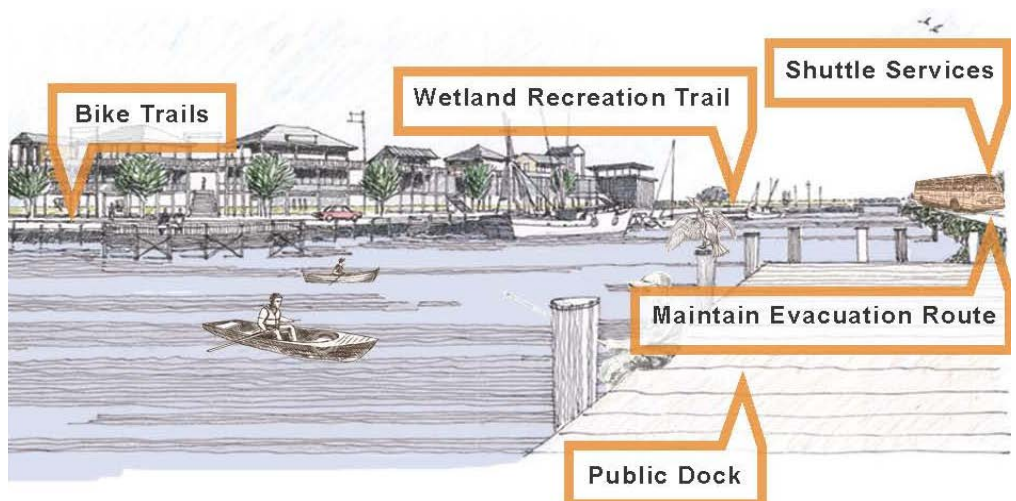 Shuttle Services
Wetland Recreation Trail
Bike Trails
Maintain Evacuation Route
Public Dock